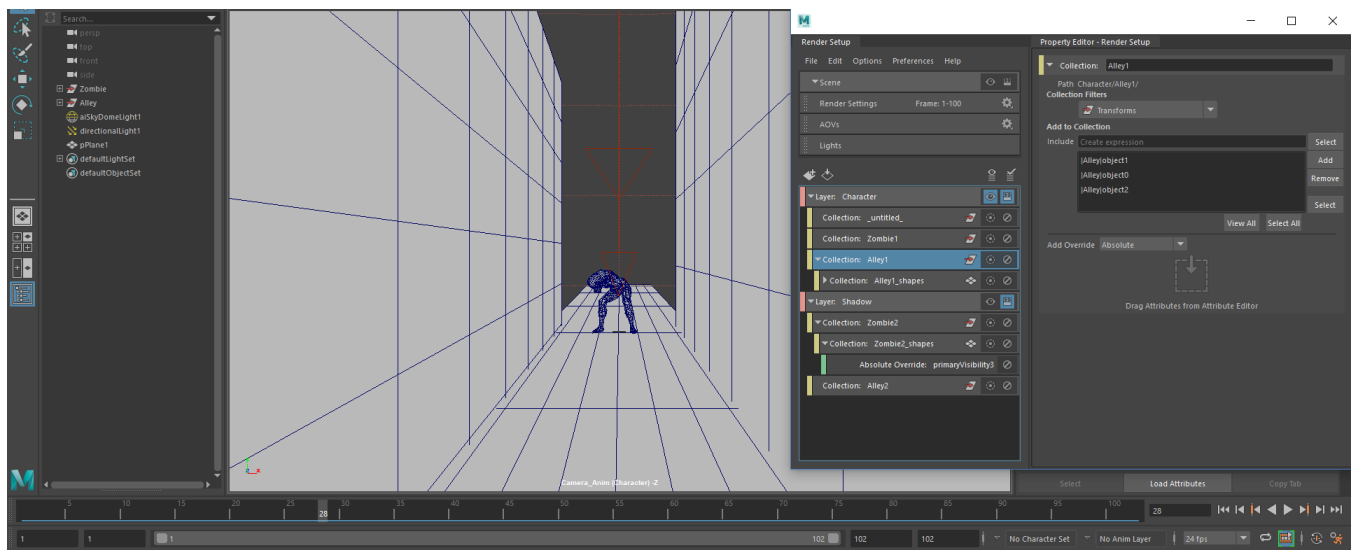 Search...
persp
top
front
side
Zombie
Alley
aiSkyDomeLight1
directionalLight1
pPlane1
defaultLightSet
defaultObjectSet
Camera_Anim (Character) -Z
Render Setup
File Edit Options Preferences Help
Scene
Render Settings Frame: 1-100
AOVs
Lights
Layer: Character
Collection: _untitled_
Collection: Zombie1
Collection: Alley1
Collection: Alley1_shapes
Layer: Shadow
Collection: Zombie2
Collection: Zombie2_shapes
Absolute Override: primaryVisibility3
Collection: Alley2
Property Editor - Render Setup
Collection: Alley1
Path Character/Alley1/
Collection Filters
Transforms
Add to Collection
Include Create expression Select
|Alley|object1 Add
|Alley|object0 Remove
|Alley|object2
Select
View All Select All
Add Override Absolute
Drag Attributes from Attribute Editor
Select Load Attributes Copy Tab
5 10 15 20 25 30 35 40 45 50 55 60 65 70 75 80 85 90 95 100
28 28
1 1 1 102 102 102 No Character Set No Anim Layer 24 fps